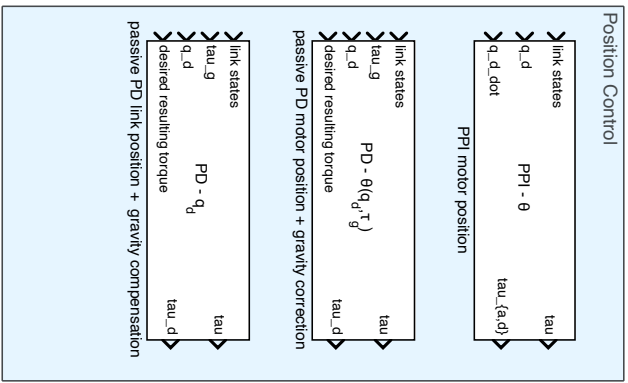 Position Control
link states
q_d
q_d_dot
PPI - θ
tau
tau_{a,d}
PPI motor position
link states
tau_g
q_d
desired resulting torque
PD - θ(q_d,τ_g)
tau
tau_d
passive PD motor position + gravity correction
link states
tau_g
q_d
desired resulting torque
PD - q_d
tau
tau_d
passive PD link position + gravity compensation